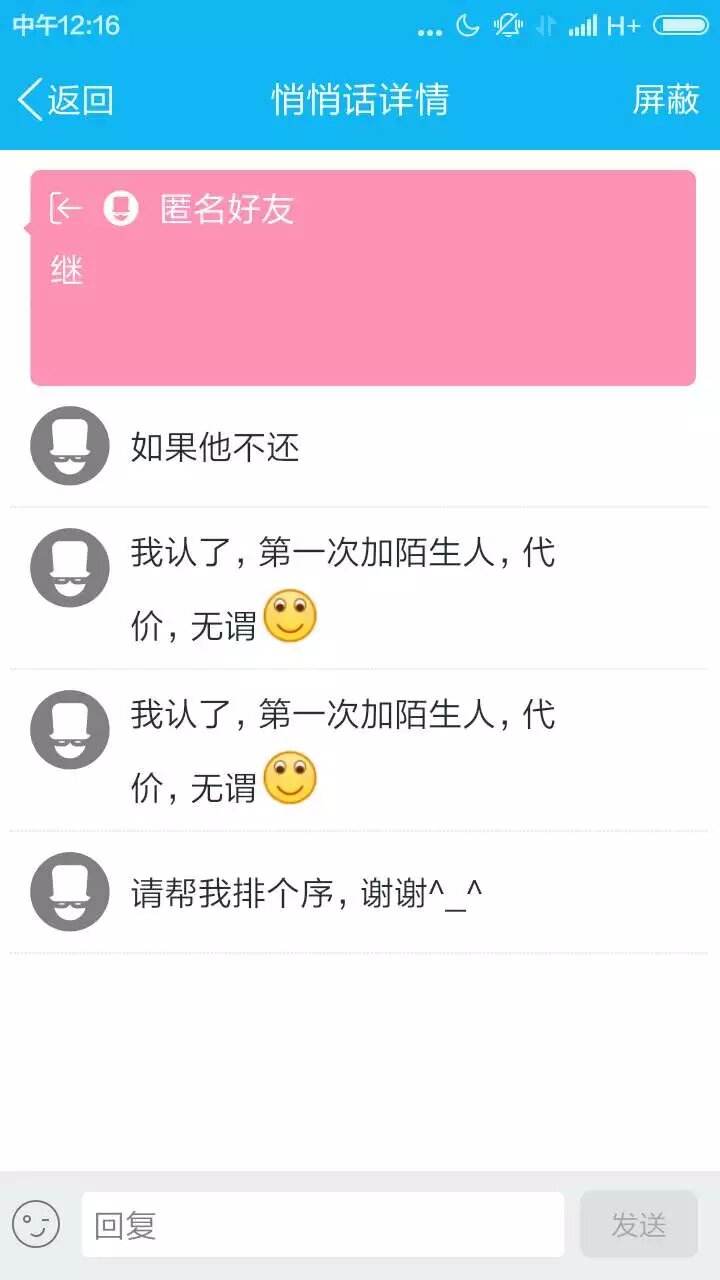 中午12:16
H+
返回
悄悄话详情
屏蔽
匿名好友
继
如果他不还
我认了，第一次加陌生人，代
价，无谓
我认了，第一次加陌生人，代
价，无谓
请帮我排个序，谢谢^_^
回复
发送